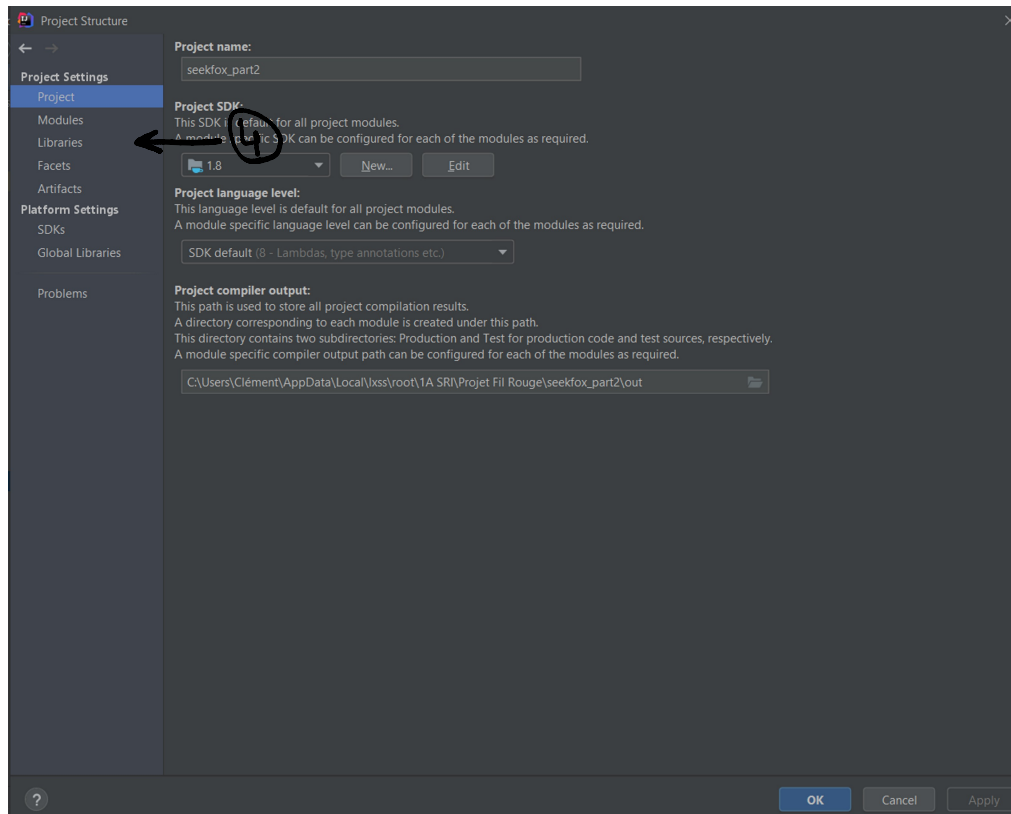 Project Structure
Project Settings
Project
Modules
Libraries
Facets
Artifacts
Platform Settings
SDKs
Global Libraries
Problems
Project name:
seekfox_part2
Project SDK:
This SDK is default for all project modules.
A module specific SDK can be configured for each of the modules as required.
4
1.8
New...
Edit
Project language level:
This language level is default for all project modules.
A module specific language level can be configured for each of the modules as required.
SDK default (8 - Lambdas, type annotations etc.)
Project compiler output:
This path is used to store all project compilation results.
A directory corresponding to each module is created under this path.
This directory contains two subdirectories: Production and Test for production code and test sources, respectively.
A module specific compiler output path can be configured for each of the modules as required.
C:\Users\Clément\AppData\Local\lxss\root\1A SRI\Projet Fil Rouge\seekfox_part2\out
?
OK
Cancel
Apply